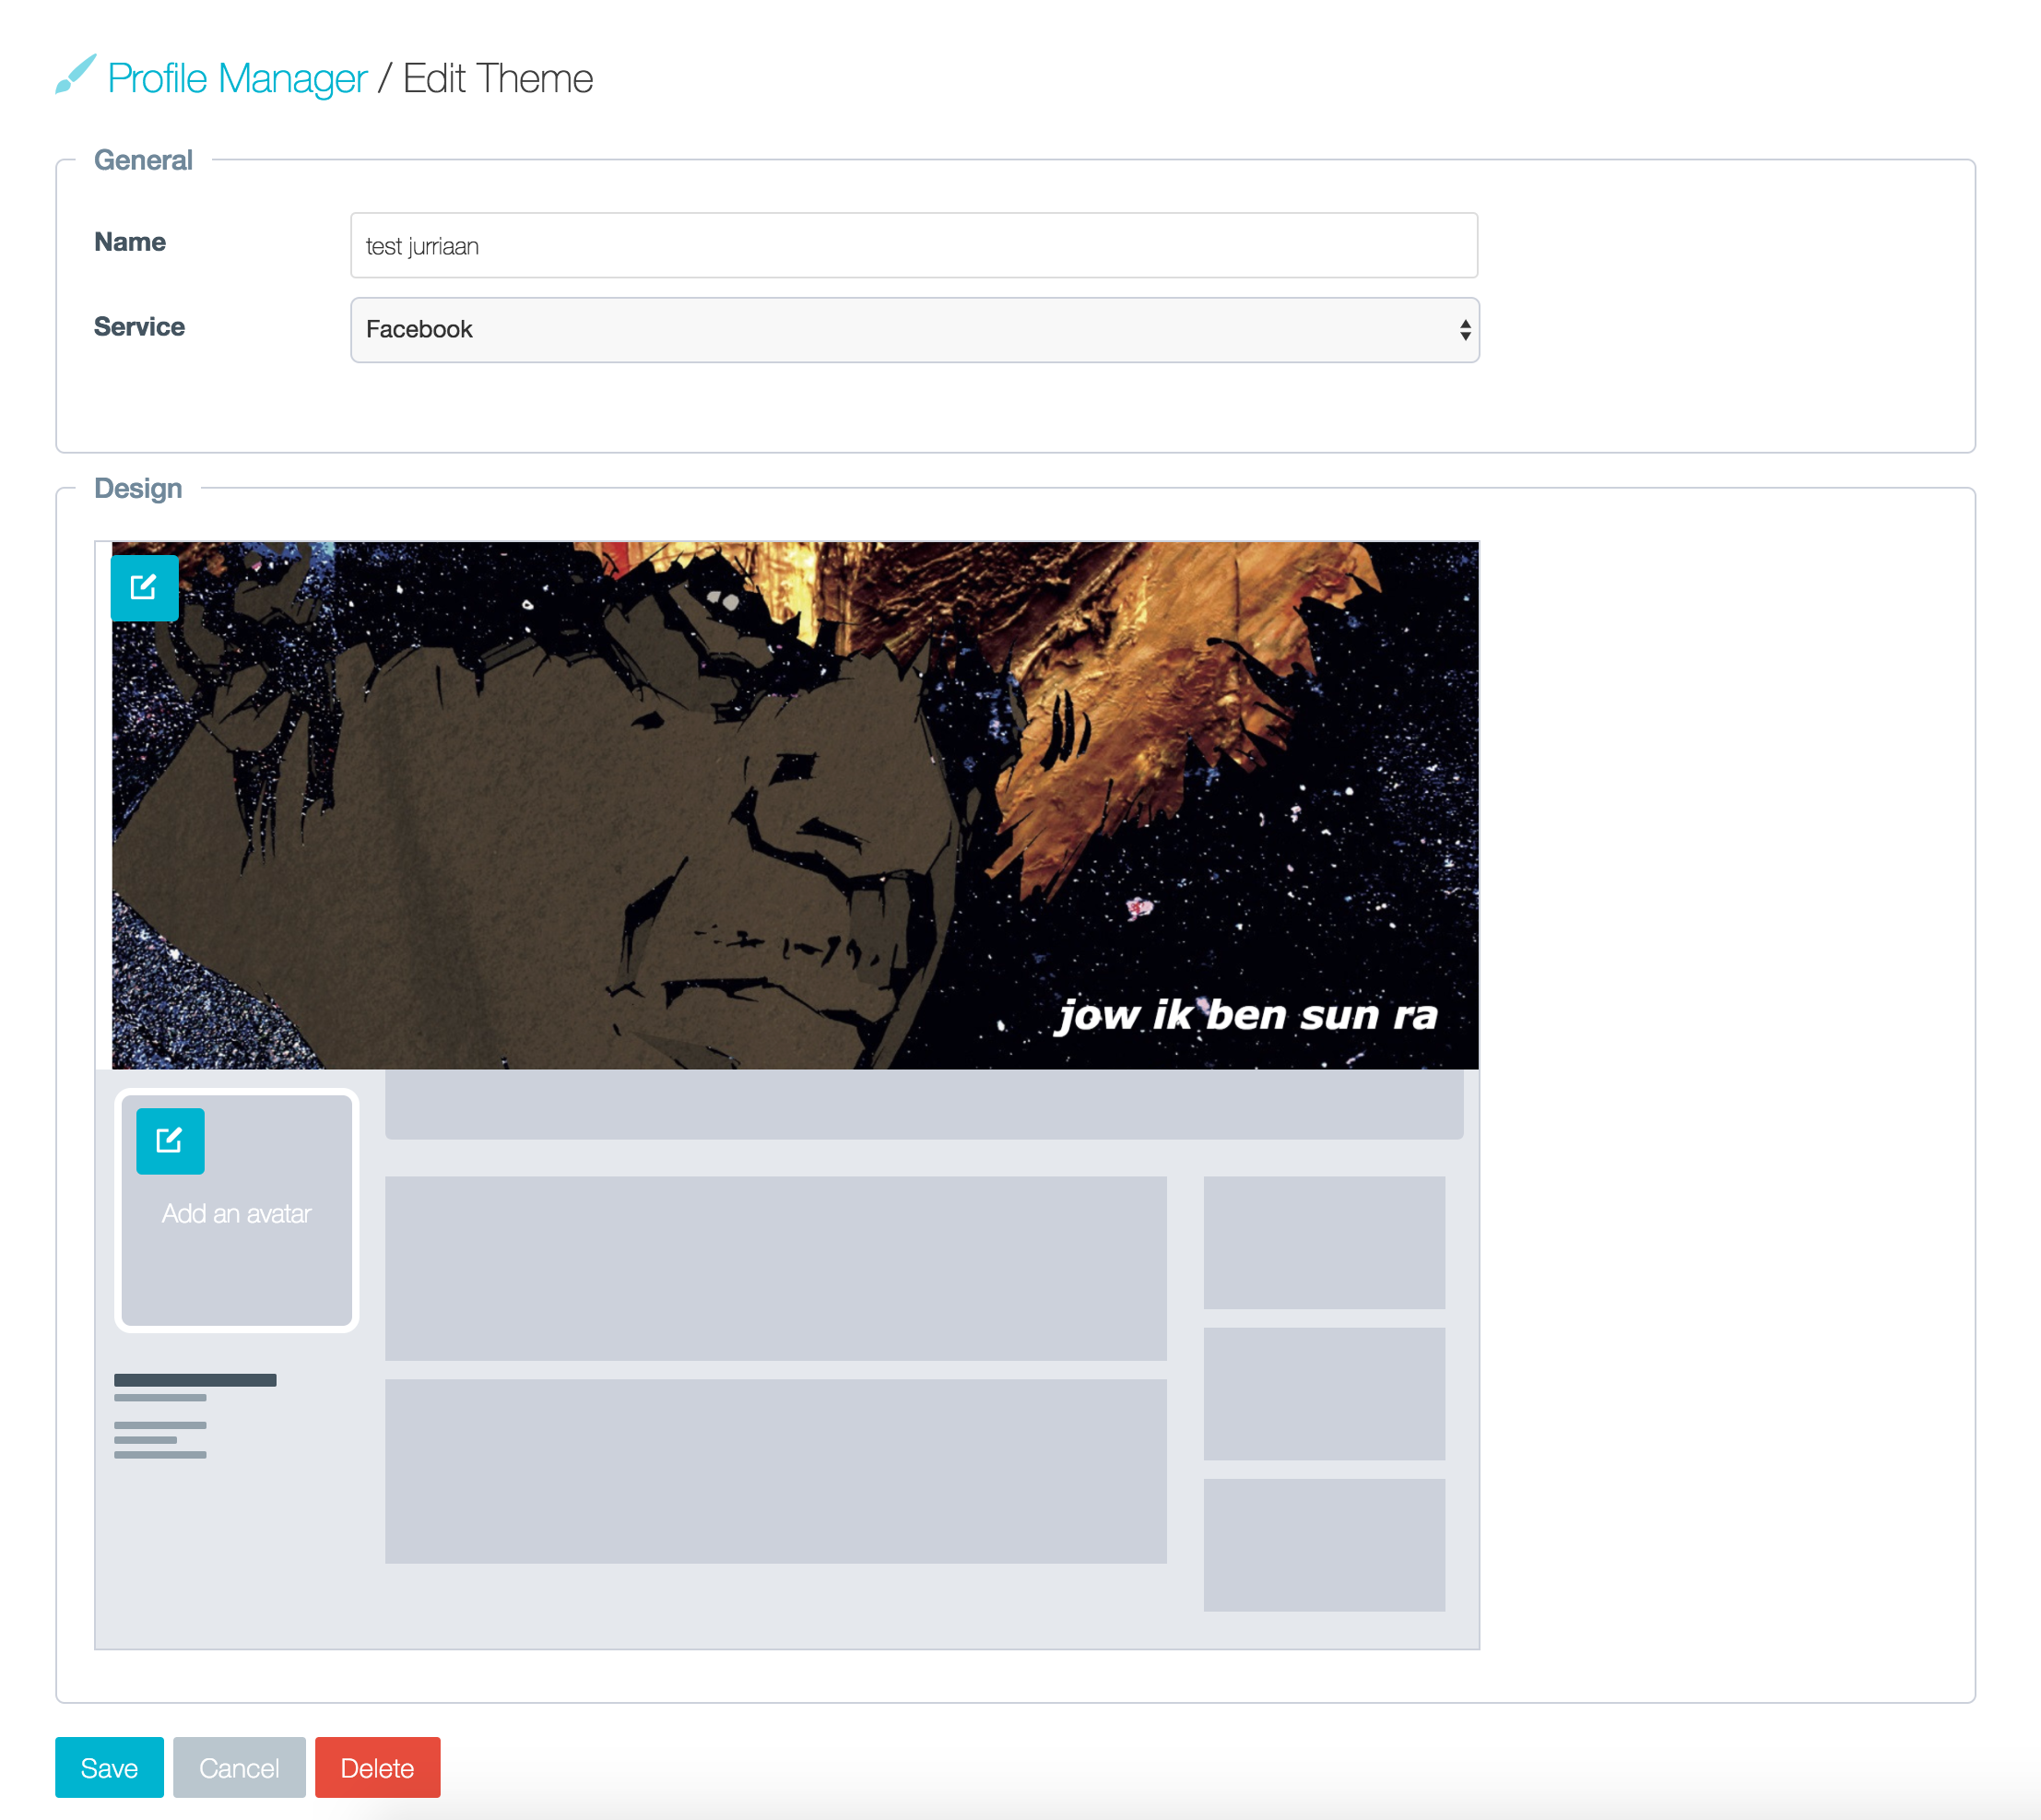 Profile Manager / Edit Theme
General
Name
test jurriaan
Service
Facebook
Design
jow ik ben sun ra
Add an avatar
Save
Cancel
Delete